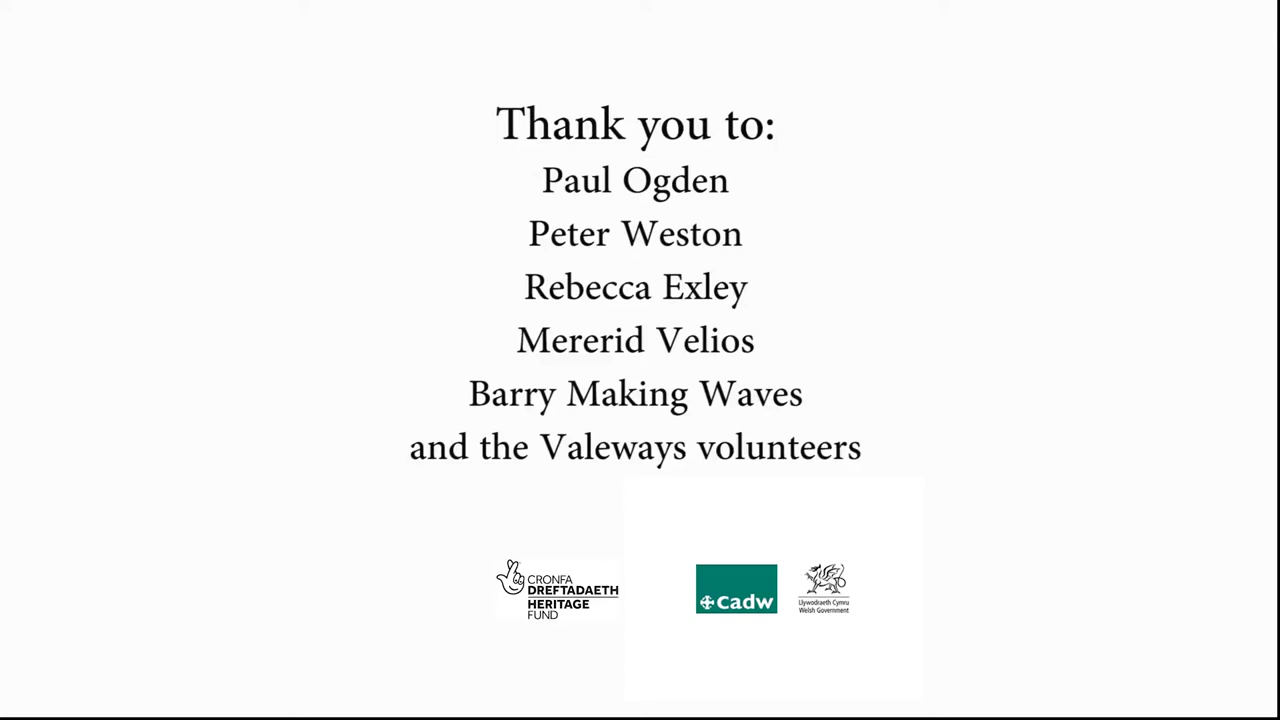 Thank you to:
Paul Ogden
Peter Weston
Rebecca Exley
Mererid Velios
Barry Making Waves
and the Valeways volunteers
CRONFA
DREFTADAETH
HERITAGE
FUND
Cadw
Llywodraeth Cymru
Welsh Government